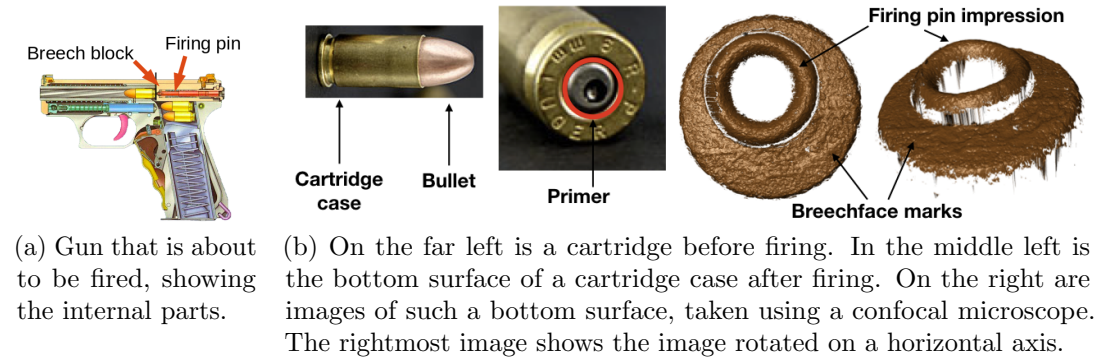 Breech block
Firing pin
Cartridge
case
Bullet
Primer
Firing pin impression
Breechface marks
(a) Gun that is about
to be fired, showing
the internal parts.
(b) On the far left is a cartridge before firing. In the middle left is
the bottom surface of a cartridge case after firing. On the right are
images of such a bottom surface, taken using a confocal microscope.
The rightmost image shows the image rotated on a horizontal axis.